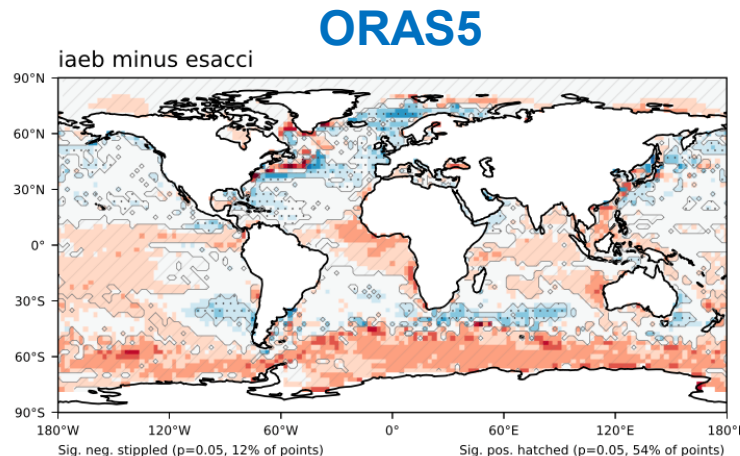 ORAS5
iaeb minus esacci
90°N
60°N
30°N
0°
30°S
60°S
90°S
180°W 120°W 60°W 0° 60°E 120°E 180°
Sig. neg. stippled (p=0.05, 12% of points) Sig. pos. hatched (p=0.05, 54% of points)